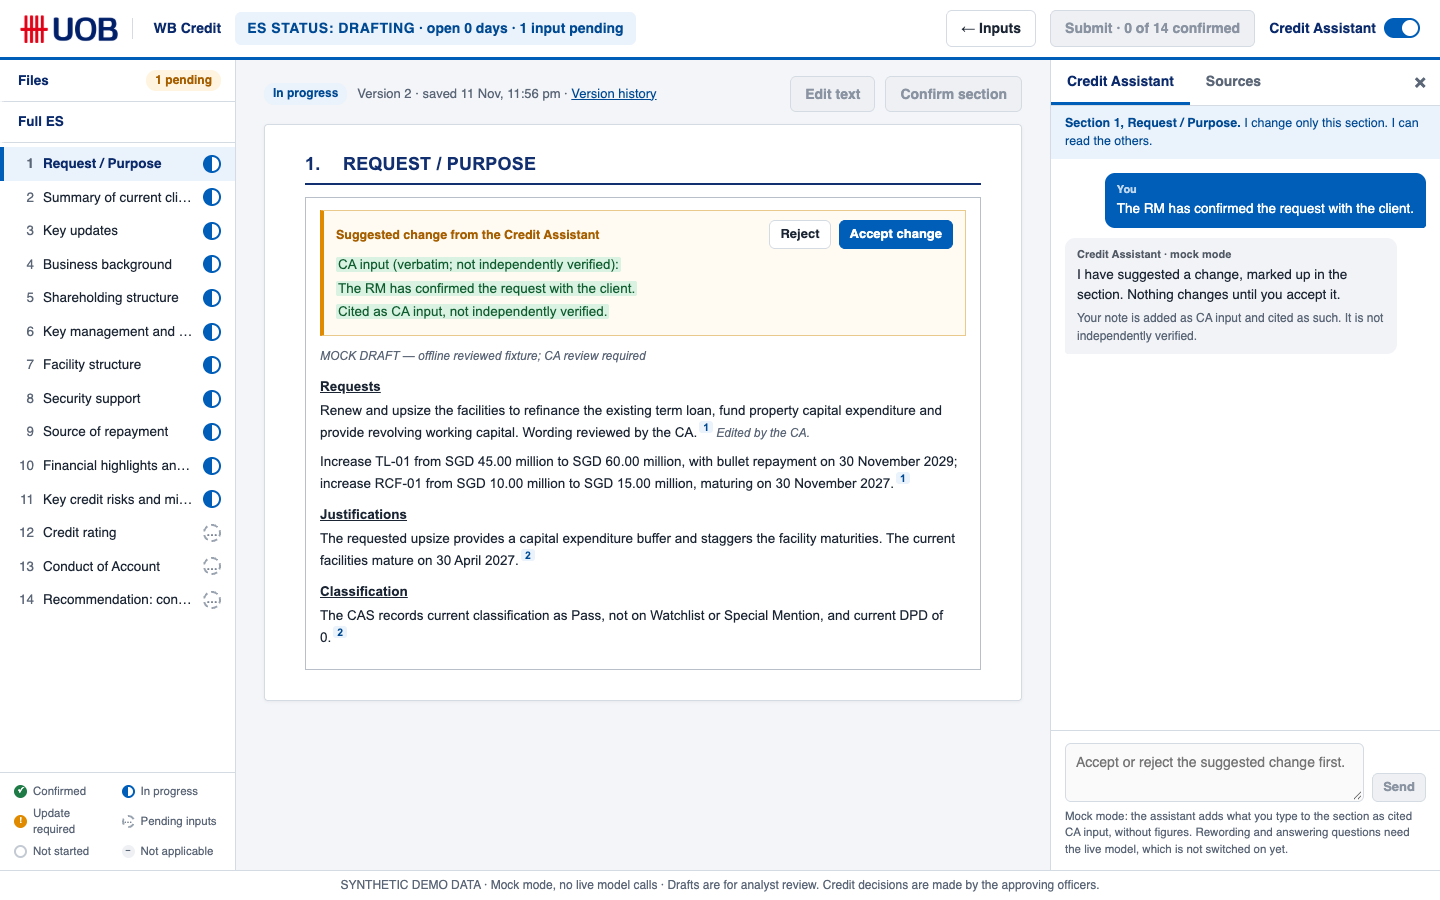 UOB
WB Credit
ES STATUS: DRAFTING · open 0 days · 1 input pending
← Inputs
Submit · 0 of 14 confirmed
Credit Assistant
Files
1 pending
Full ES
1 Request / Purpose
2 Summary of current cli...
3 Key updates
4 Business background
5 Shareholding structure
6 Key management and ...
7 Facility structure
8 Security support
9 Source of repayment
10 Financial highlights an...
11 Key credit risks and mi...
12 Credit rating
13 Conduct of Account
14 Recommendation: con...
Confirmed
In progress
Update
required
Pending inputs
Not started
Not applicable
In progress
Version 2 · saved 11 Nov, 11:56 pm · Version history
Edit text
Confirm section
1. REQUEST / PURPOSE
Suggested change from the Credit Assistant
Reject
Accept change
CA input (verbatim; not independently verified):
The RM has confirmed the request with the client.
Cited as CA input, not independently verified.
MOCK DRAFT — offline reviewed fixture; CA review required
Requests
Renew and upsize the facilities to refinance the existing term loan, fund property capital expenditure and
provide revolving working capital. Wording reviewed by the CA. 1 Edited by the CA.
Increase TL-01 from SGD 45.00 million to SGD 60.00 million, with bullet repayment on 30 November 2029;
increase RCF-01 from SGD 10.00 million to SGD 15.00 million, maturing on 30 November 2027. 1
Justifications
The requested upsize provides a capital expenditure buffer and staggers the facility maturities. The current
facilities mature on 30 April 2027. 2
Classification
The CAS records current classification as Pass, not on Watchlist or Special Mention, and current DPD of
0. 2
Credit Assistant
Sources
×
Section 1, Request / Purpose. I change only this section. I can
read the others.
You
The RM has confirmed the request with the client.
Credit Assistant · mock mode
I have suggested a change, marked up in the
section. Nothing changes until you accept it.
Your note is added as CA input and cited as such. It is not
independently verified.
Accept or reject the suggested change first.
Send
Mock mode: the assistant adds what you type to the section as cited
CA input, without figures. Rewording and answering questions need
the live model, which is not switched on yet.
SYNTHETIC DEMO DATA · Mock mode, no live model calls · Drafts are for analyst review. Credit decisions are made by the approving officers.